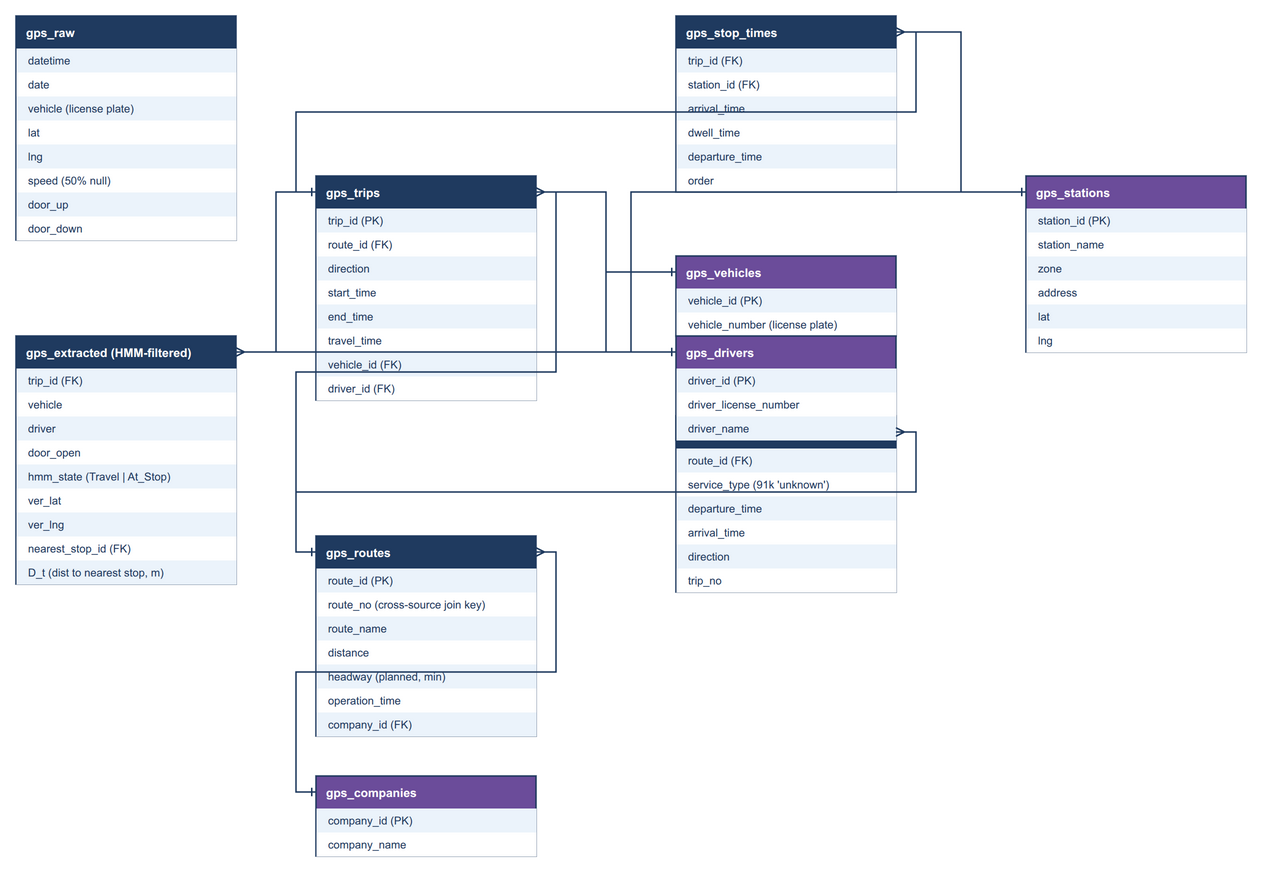 gps_raw
datetime
date
vehicle (license plate)
lat
lng
speed (50% null)
door_up
door_down
gps_extracted (HMM-filtered)
trip_id (FK)
vehicle
driver
door_open
hmm_state (Travel | At_Stop)
ver_lat
ver_lng
nearest_stop_id (FK)
D_t (dist to nearest stop, m)
gps_trips
trip_id (PK)
route_id (FK)
direction
start_time
end_time
travel_time
vehicle_id (FK)
driver_id (FK)
gps_routes
route_id (PK)
route_no (cross-source join key)
route_name
distance
headway (planned, min)
operation_time
company_id (FK)
gps_companies
company_id (PK)
company_name
gps_stop_times
trip_id (FK)
station_id (FK)
arrival_time
dwell_time
departure_time
order
gps_vehicles
vehicle_id (PK)
vehicle_number (license plate)
gps_drivers
driver_id (PK)
driver_license_number
driver_name
route_id (FK)
service_type (91k 'unknown')
departure_time
arrival_time
direction
trip_no
gps_stations
station_id (PK)
station_name
zone
address
lat
lng